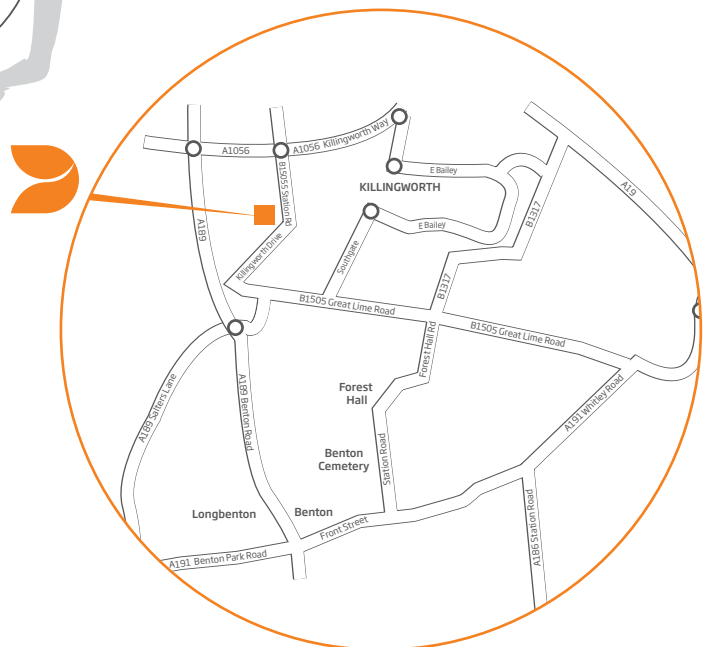 A1056
A1056 Killingworth Way
B1505S Station Rd
E Bailey
KILLINGWORTH
A19
A189
E Bailey
B1317
Southgate
Killingworth Drive
B1317
B1505 Great Lime Road
B1505 Great Lime Road
Forest Hall Rd
A189 Salters Lane
A189 Benton Road
Forest
Hall
A191 Whitley Road
Station Road
Benton
Cemetery
Longbenton
Benton
Front Street
A186 Station Road
A191 Benton Park Road